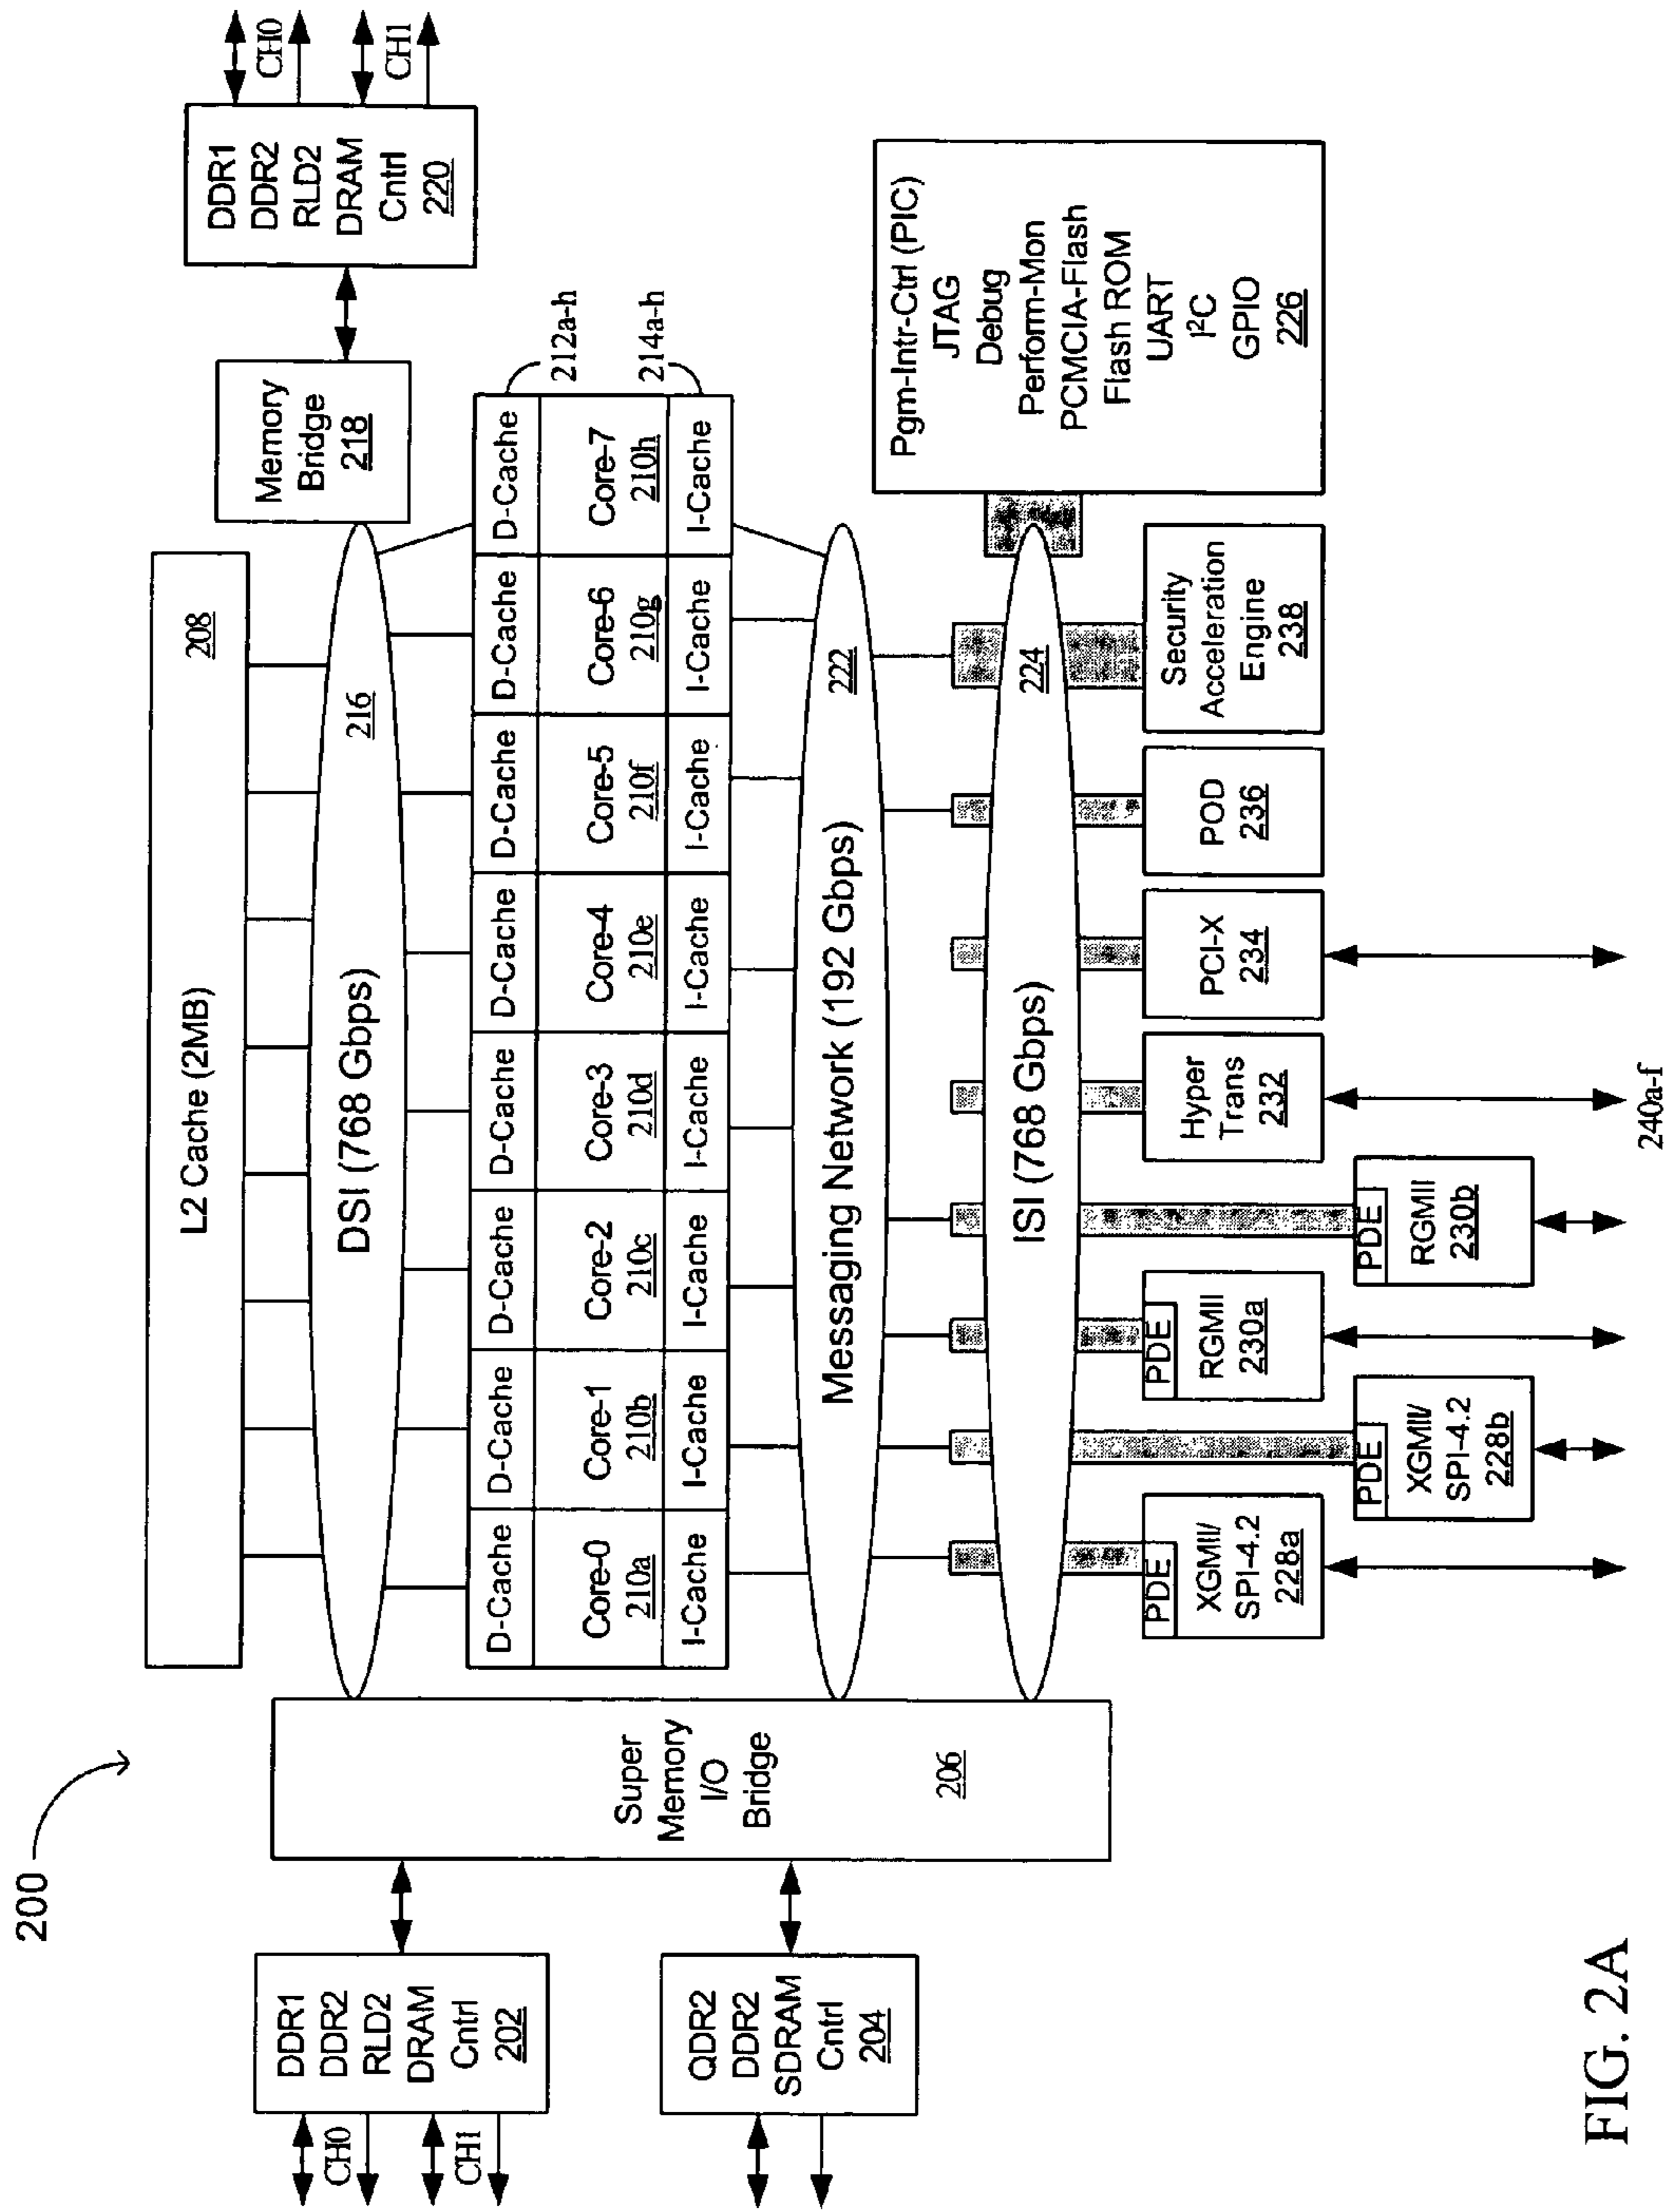 200
L2 Cache (2MB)
208
DSI (768 Gbps)
216
Memory
Bridge
218
DDR1
DDR2
RLD2
DRAM
Cntrl
220
CH0
CH1
DDR1
DDR2
RLD2
DRAM
Cntrl
202
CH0
CH1
QDR2
DDR2
SDRAM
Cntrl
204
Super
Memory
I/O
Bridge
206
D-Cache D-Cache D-Cache D-Cache D-Cache D-Cache D-Cache D-Cache
212a-h
Core-0 Core-1 Core-2 Core-3 Core-4 Core-5 Core-6 Core-7
210a 210b 210c 210d 210e 210f 210g 210h
I-Cache I-Cache I-Cache I-Cache I-Cache I-Cache I-Cache I-Cache
214a-h
Messaging Network (192 Gbps)
222
ISI (768 Gbps)
224
Pgm-Intr-Ctrl (PIC)
JTAG
Debug
Perform-Mon
PCMCIA-Flash
Flash ROM
UART
I²C
GPIO
226
PDE
XGMII/
SPI-4.2
228a
PDE
XGMII/
SPI-4.2
228b
PDE
RGMII
230a
PDE
RGMII
230b
Hyper
Trans
232
PCI-X
234
POD
236
Security
Acceleration
Engine
238
240a-f
FIG. 2A